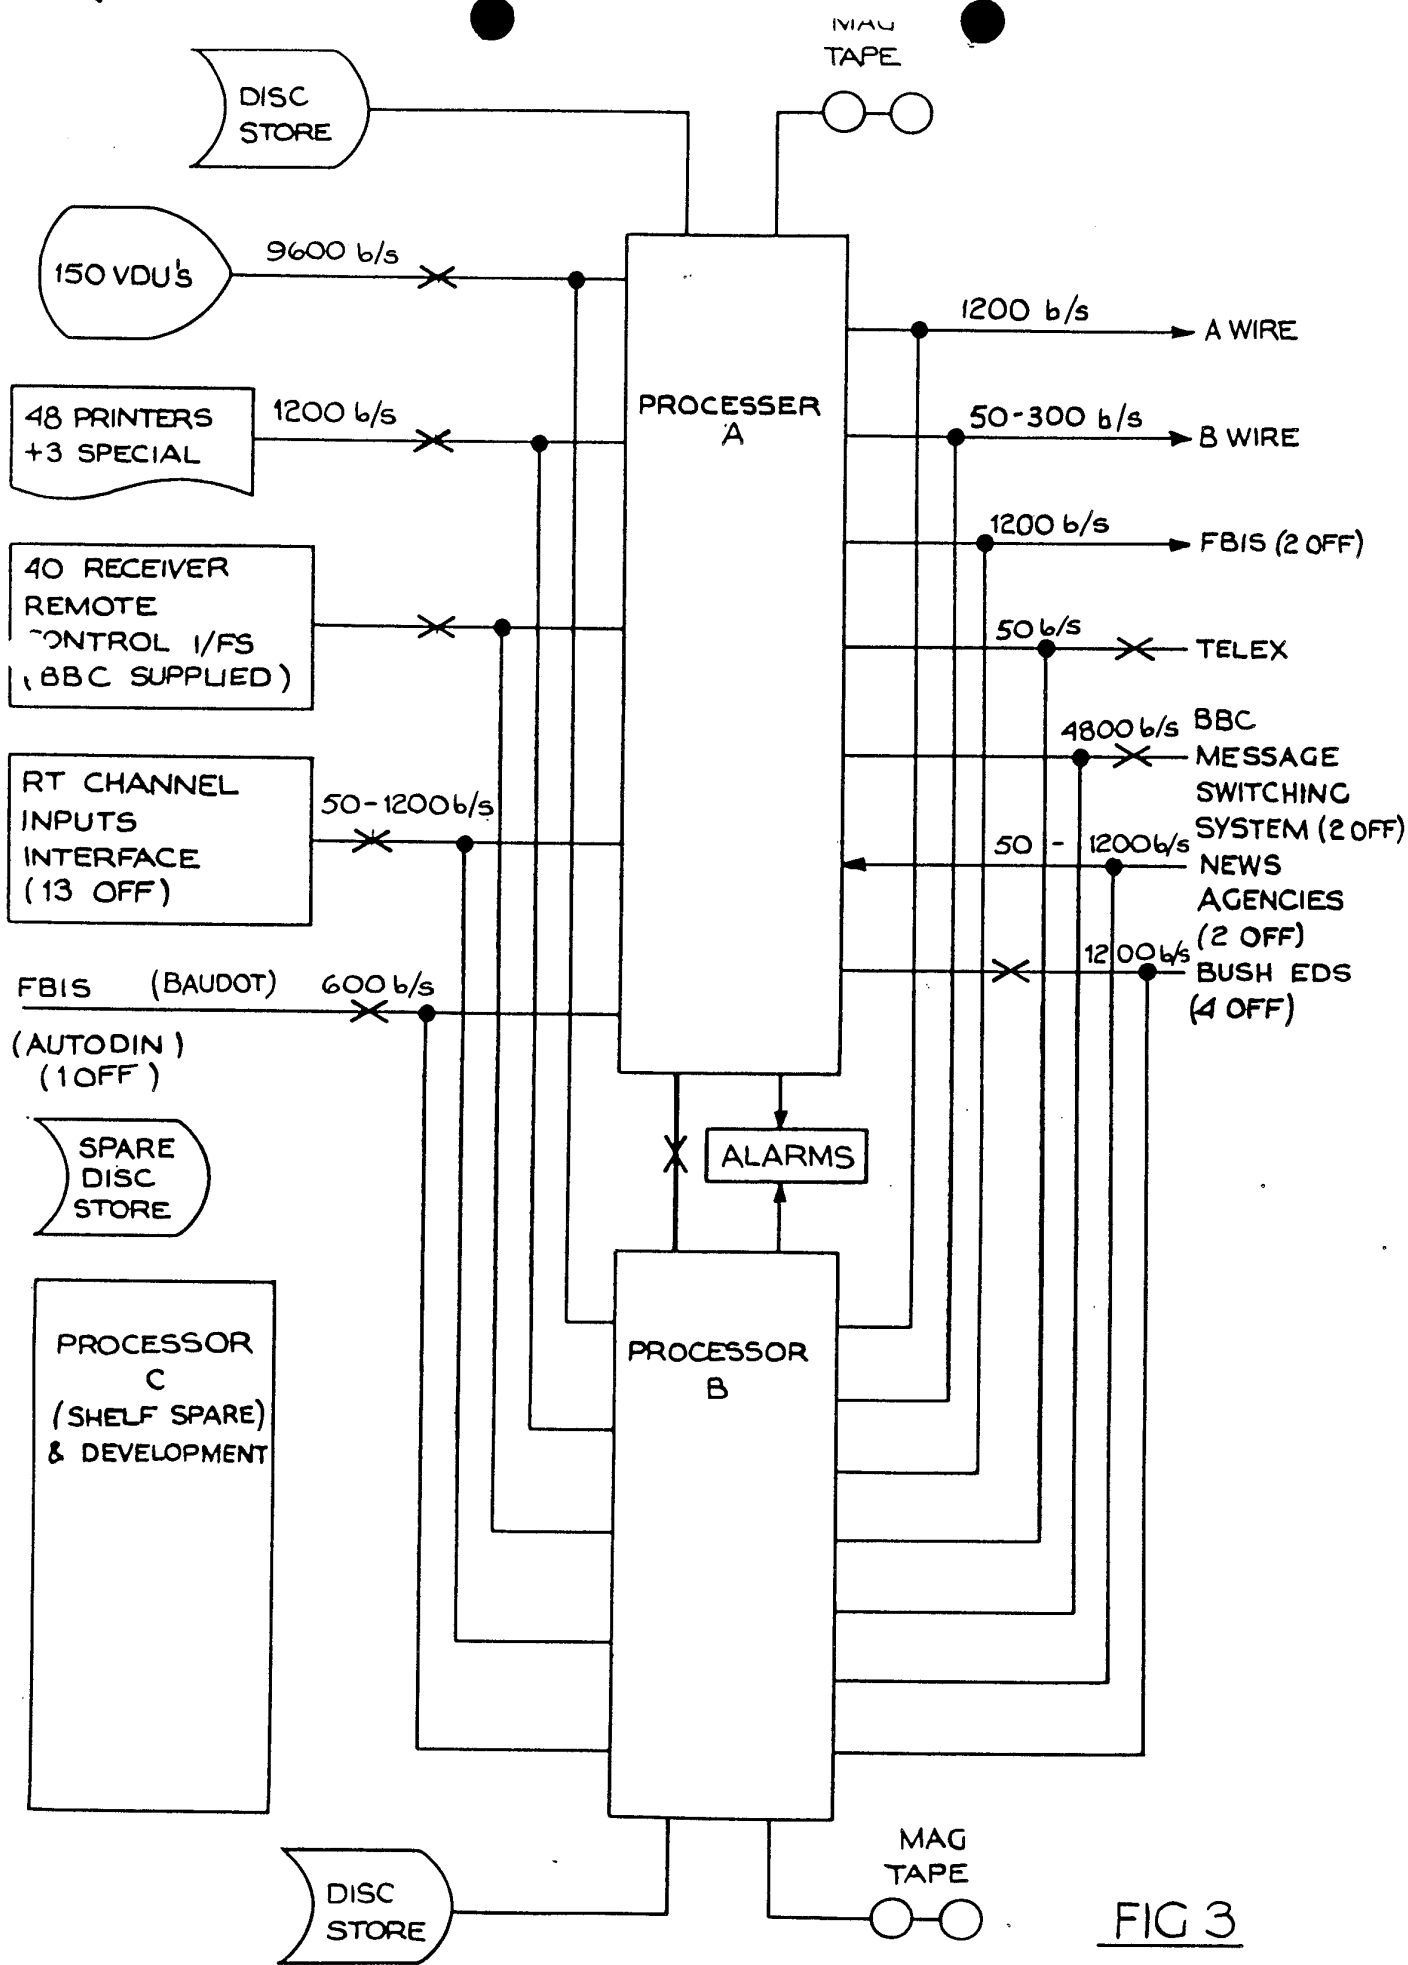 MAG
TAPE
DISC
STORE
150 VDU'S
9600 b/s
48 PRINTERS
+3 SPECIAL
1200 b/s
40 RECEIVER
REMOTE
CONTROL I/FS
(BBC SUPPLIED)
RT CHANNEL
INPUTS
INTERFACE
(13 OFF)
50-1200b/s
FBIS (BAUDOT) 600 b/s
(AUTODIN)
(1 OFF)
SPARE
DISC
STORE
PROCESSOR
C
(SHELF SPARE)
& DEVELOPMENT
PROCESSER
A
ALARMS
PROCESSOR
B
1200 b/s
A WIRE
50-300 b/s
B WIRE
1200 b/s
FBIS (2 OFF)
50 b/s
TELEX
4800 b/s
BBC
MESSAGE
SWITCHING
SYSTEM (2 OFF)
50 - 1200b/s
NEWS
AGENCIES
(2 OFF)
1200 b/s
BUSH EDS
(4 OFF)
DISC
STORE
MAG
TAPE
FIG 3